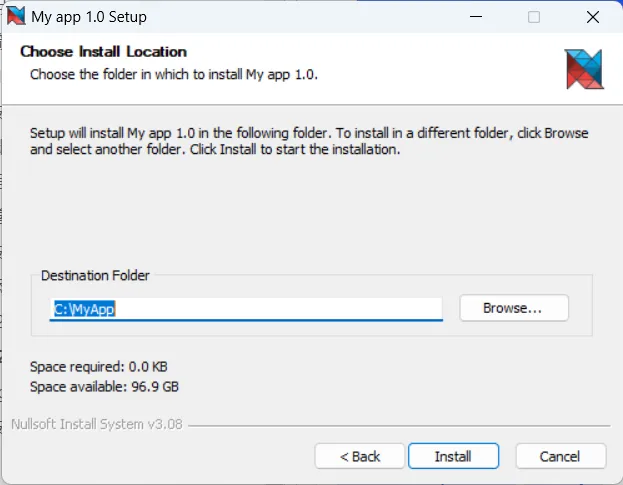 My app 1.0 Setup
Choose Install Location
Choose the folder in which to install My app 1.0.
Setup will install My app 1.0 in the following folder. To install in a different folder, click Browse
and select another folder. Click Install to start the installation.
Destination Folder
C:\MyApp
Browse...
Space required: 0.0 KB
Space available: 96.9 GB
Nullsoft Install System v3.08
< Back
Install
Cancel